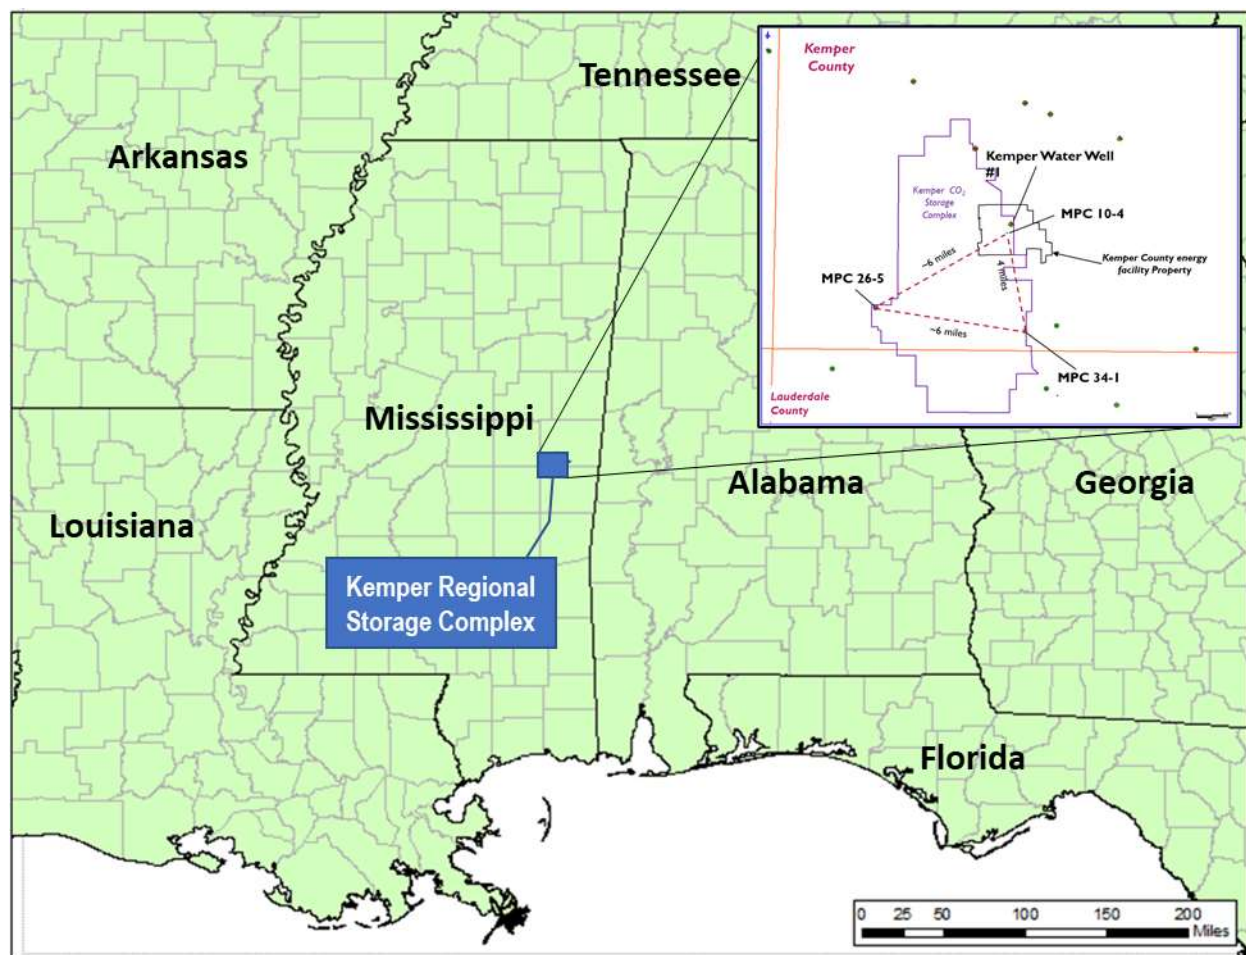 Tennessee
Arkansas
Mississippi
Louisiana
Alabama
Georgia
Florida
Kemper Regional
Storage Complex
Kemper
County
Kemper Water Well
#1
Kemper CO2
Storage
Complex
MPC 10-4
~6 miles
4 miles
Kemper County energy
facility Property
MPC 26-5
~6 miles
MPC 34-1
Lauderdale
County
0 25 50 100 150 200
Miles